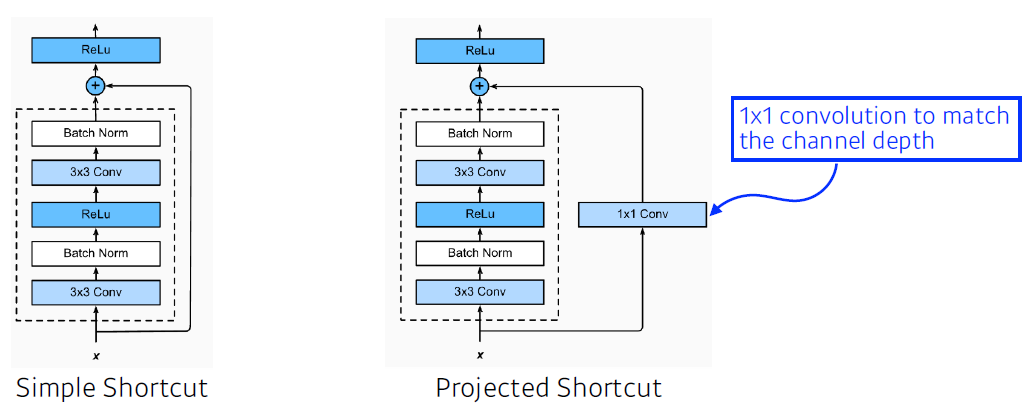 ReLu
+
Batch Norm
3x3 Conv
ReLu
Batch Norm
3x3 Conv
x
Simple Shortcut
ReLu
+
Batch Norm
3x3 Conv
ReLu
Batch Norm
3x3 Conv
x
1x1 Conv
Projected Shortcut
1x1 convolution to match
the channel depth